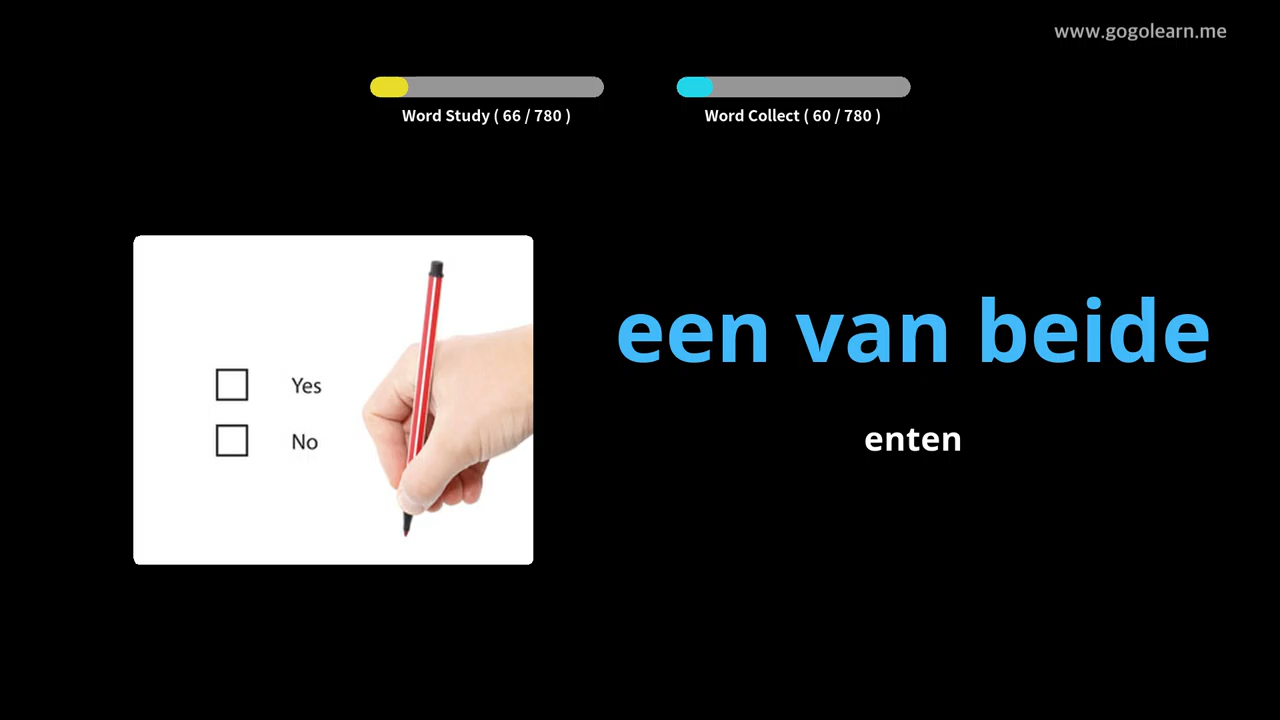 www.gogolearn.me
Word Study ( 66 / 780 )
Word Collect ( 60 / 780 )
Yes
No
een van beide
enten